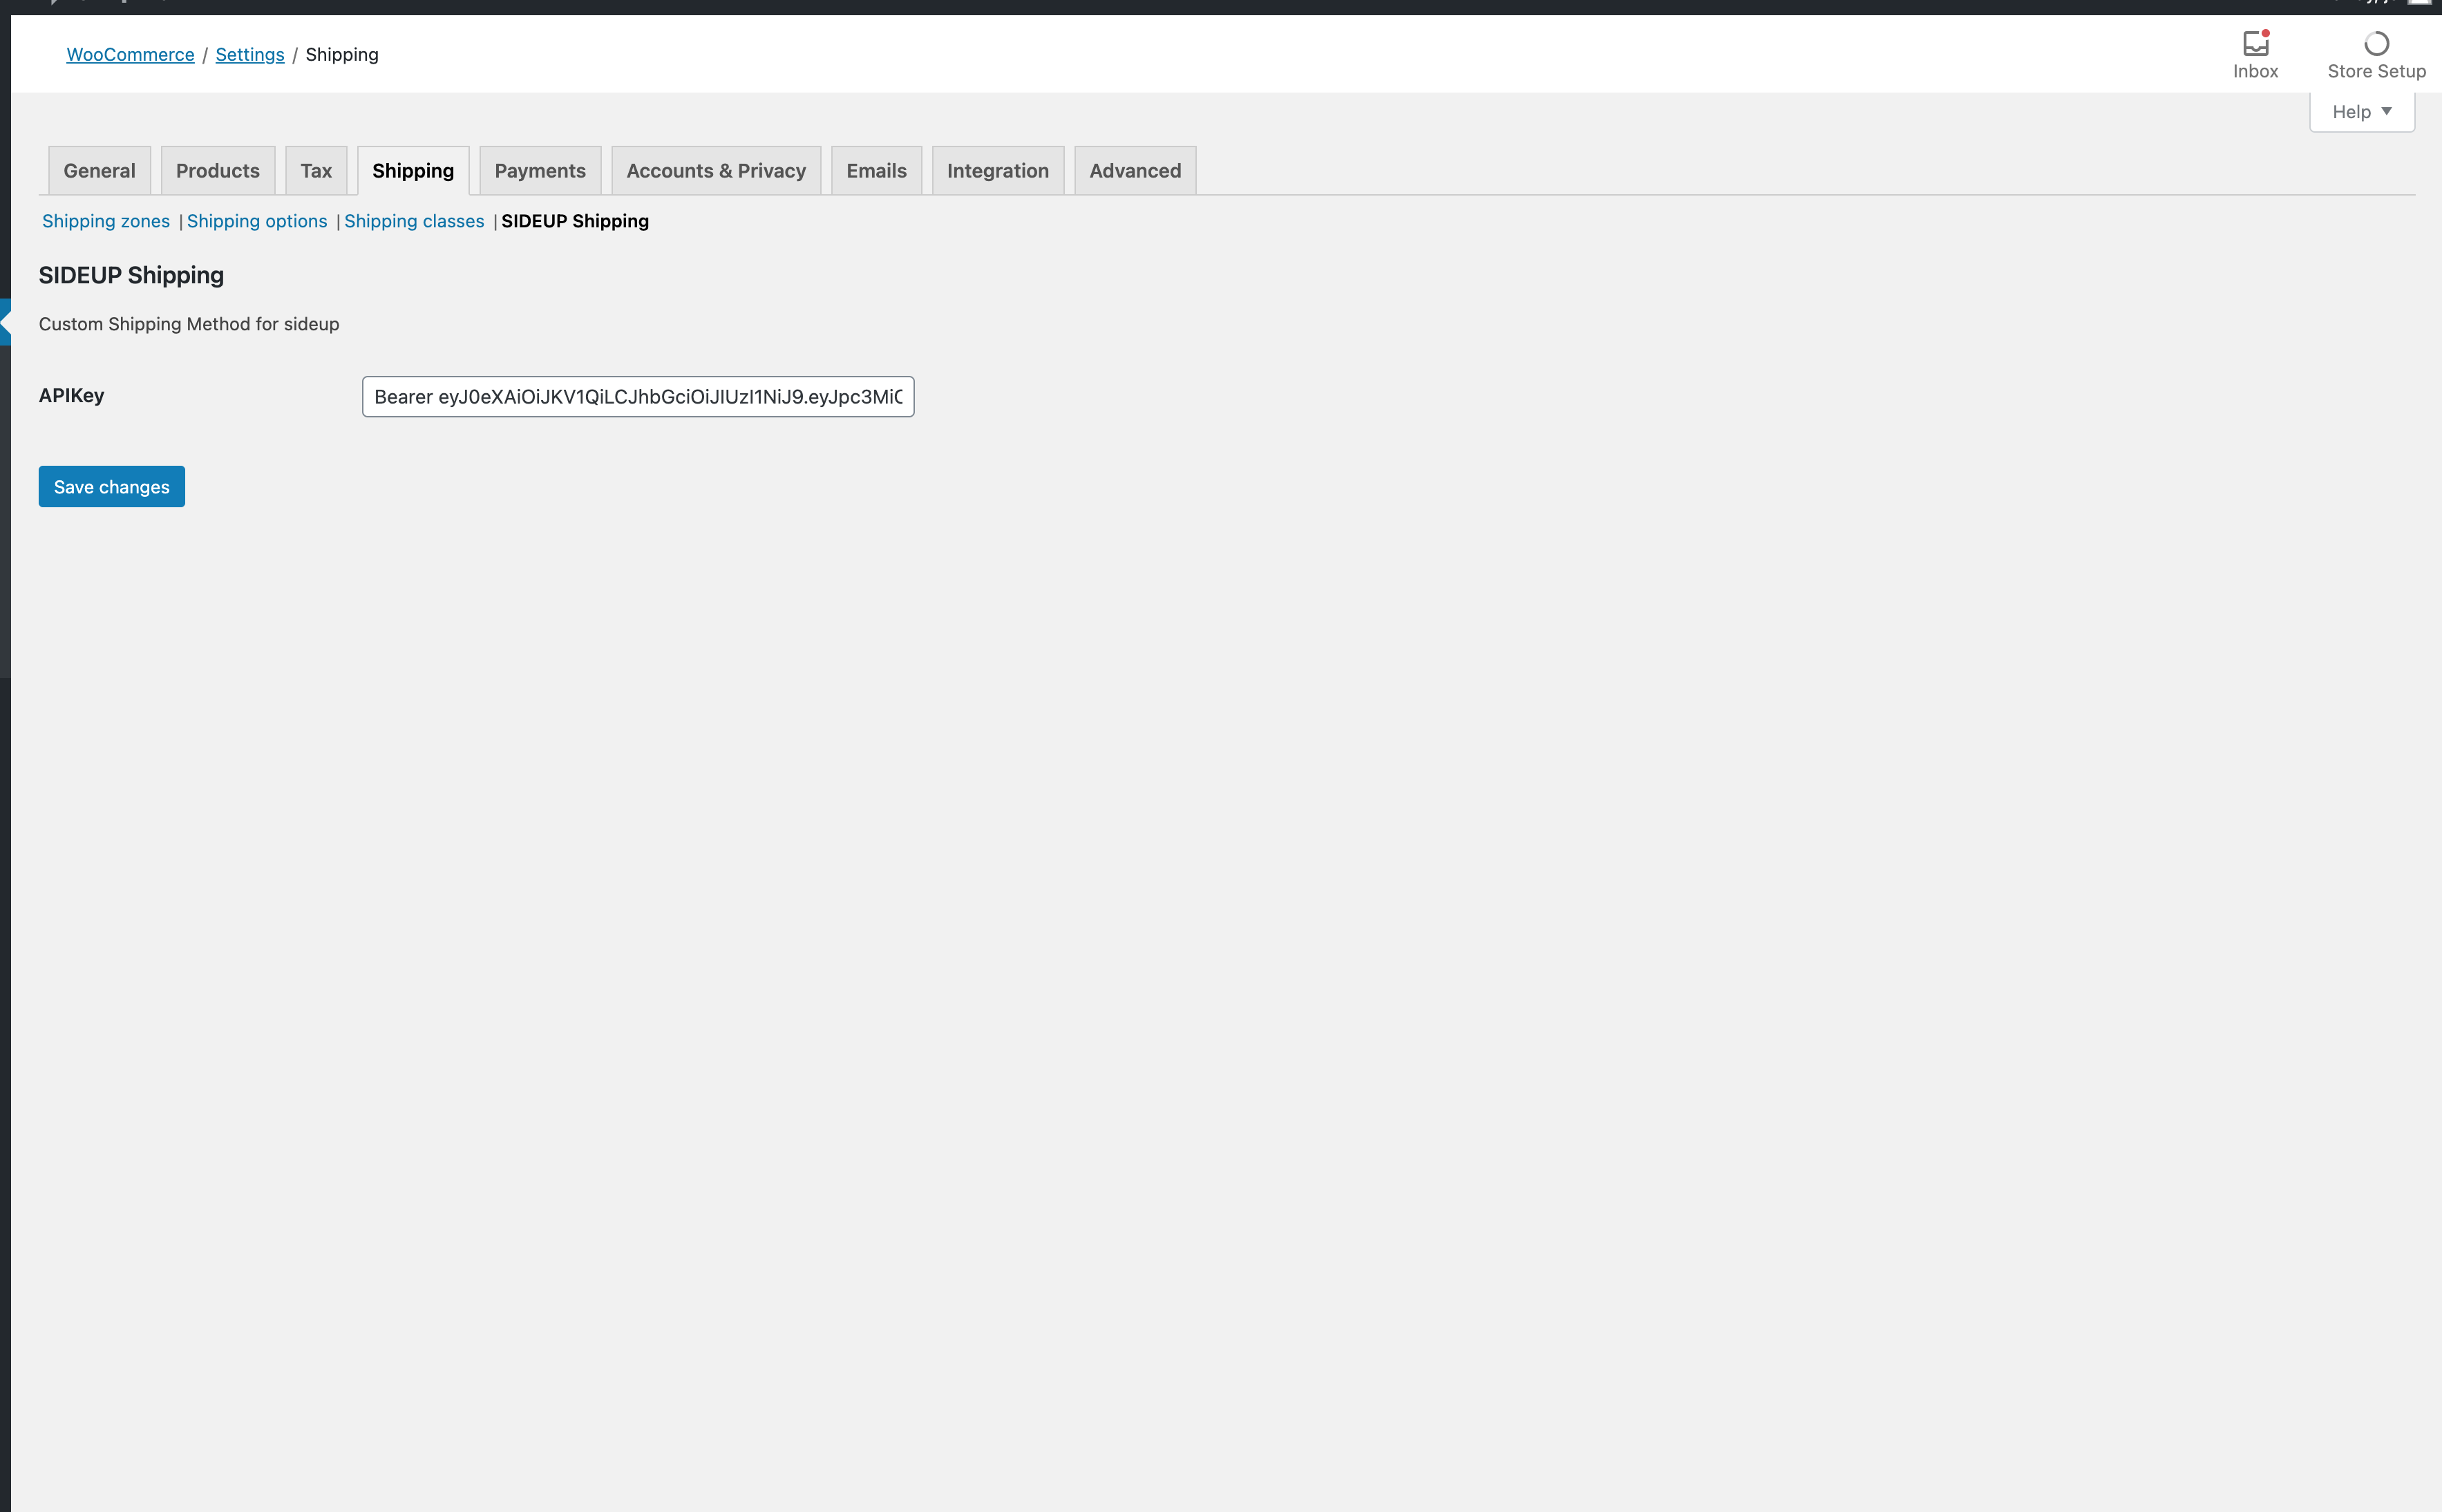 WooCommerce / Settings / Shipping
Inbox
Store Setup
Help
General Products Tax Shipping Payments Accounts & Privacy Emails Integration Advanced
Shipping zones | Shipping options | Shipping classes | SIDEUP Shipping
SIDEUP Shipping
Custom Shipping Method for sideup
APIKey
Bearer eyJ0eXAiOiJKV1QiLCJhbGciOiJIUzI1NiJ9.eyJpc3MiO
Save changes